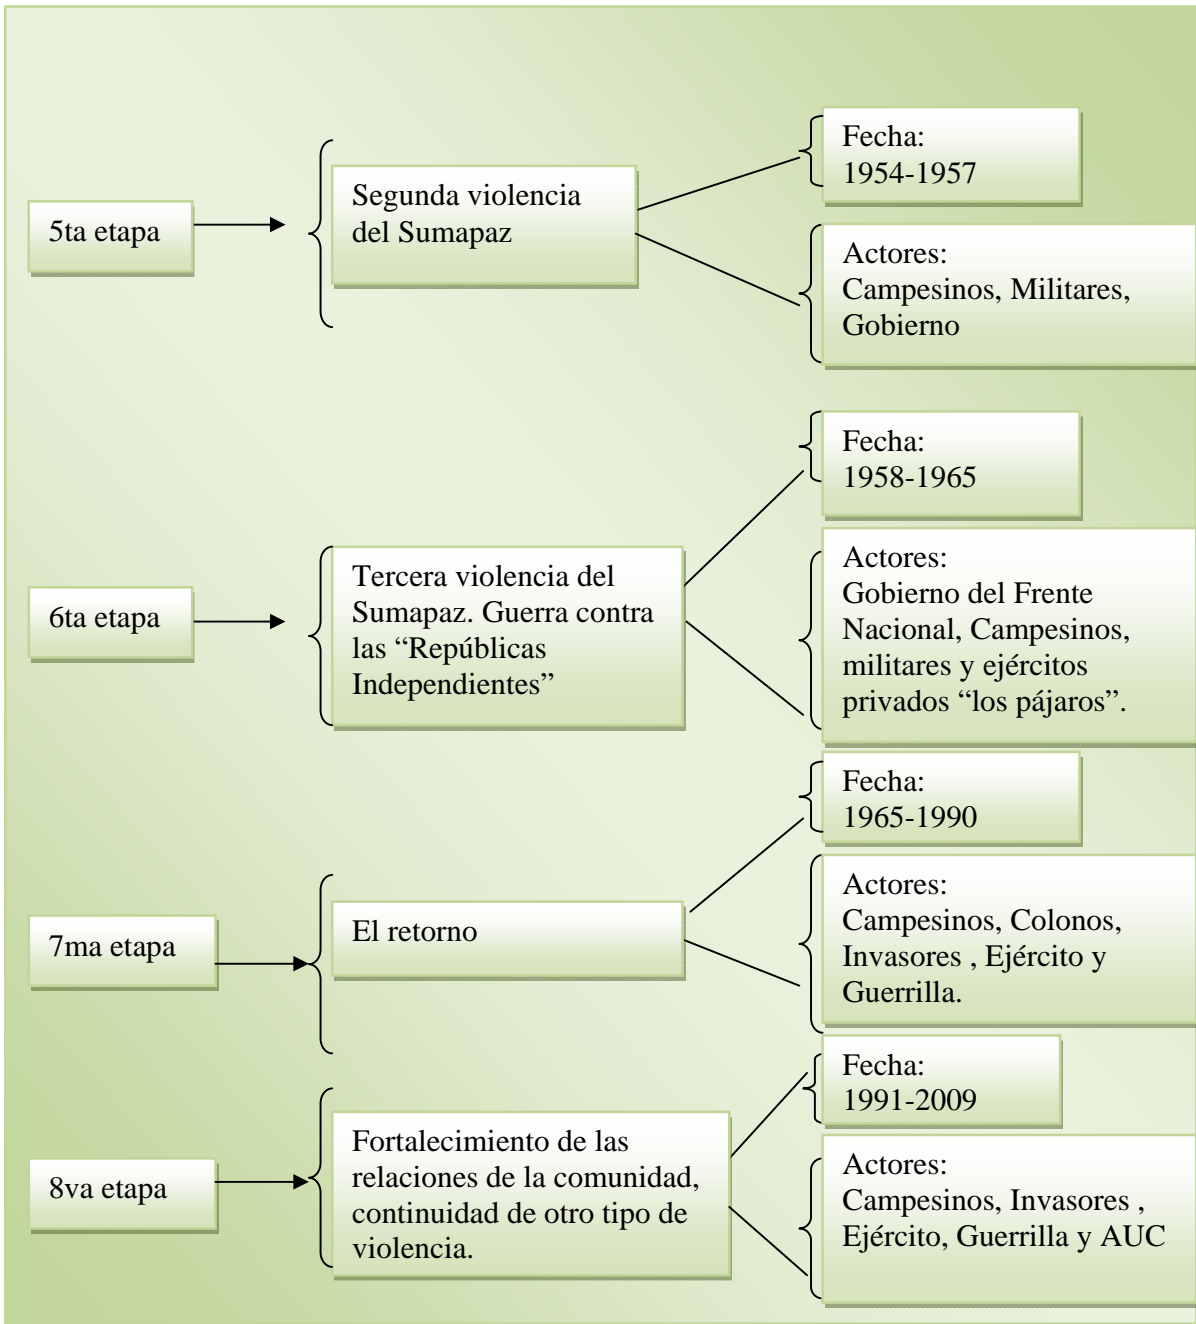 5ta etapa
Segunda violencia
del Sumapaz
Fecha:
1954-1957
Actores:
Campesinos, Militares,
Gobierno
6ta etapa
Tercera violencia del
Sumapaz. Guerra contra
las “Repúblicas
Independientes”
Fecha:
1958-1965
Actores:
Gobierno del Frente
Nacional, Campesinos,
militares y ejércitos
privados “los pájaros”.
7ma etapa
El retorno
Fecha:
1965-1990
Actores:
Campesinos, Colonos,
Invasores , Ejército y
Guerrilla.
8va etapa
Fortalecimiento de las
relaciones de la comunidad,
continuidad de otro tipo de
violencia.
Fecha:
1991-2009
Actores:
Campesinos, Invasores ,
Ejército, Guerrilla y AUC